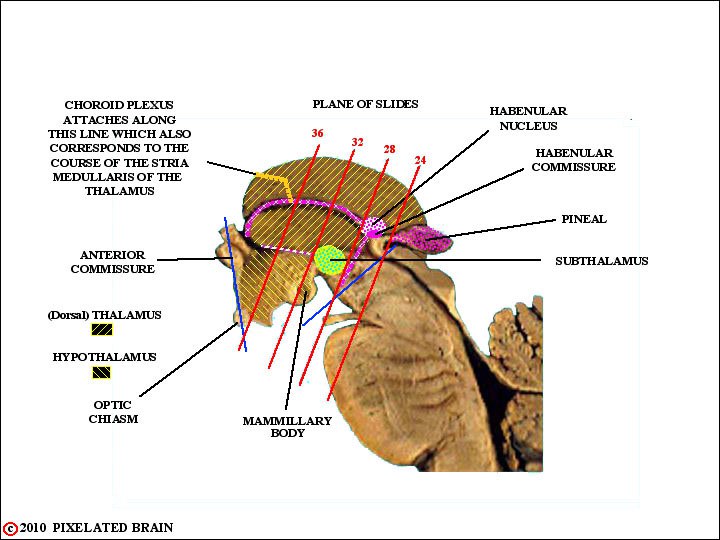 CHOROID PLEXUS
ATTACHES ALONG
THIS LINE WHICH ALSO
CORRESPONDS TO THE
COURSE OF THE STRIA
MEDULLARIS OF THE
THALAMUS
PLANE OF SLIDES
36
32
28
24
HABENULAR
NUCLEUS
HABENULAR
COMMISSURE
PINEAL
SUBTHALAMUS
ANTERIOR
COMMISSURE
(Dorsal) THALAMUS
HYPOTHALAMUS
OPTIC
CHIASM
MAMMILLARY
BODY
c 2010 PIXELATED BRAIN